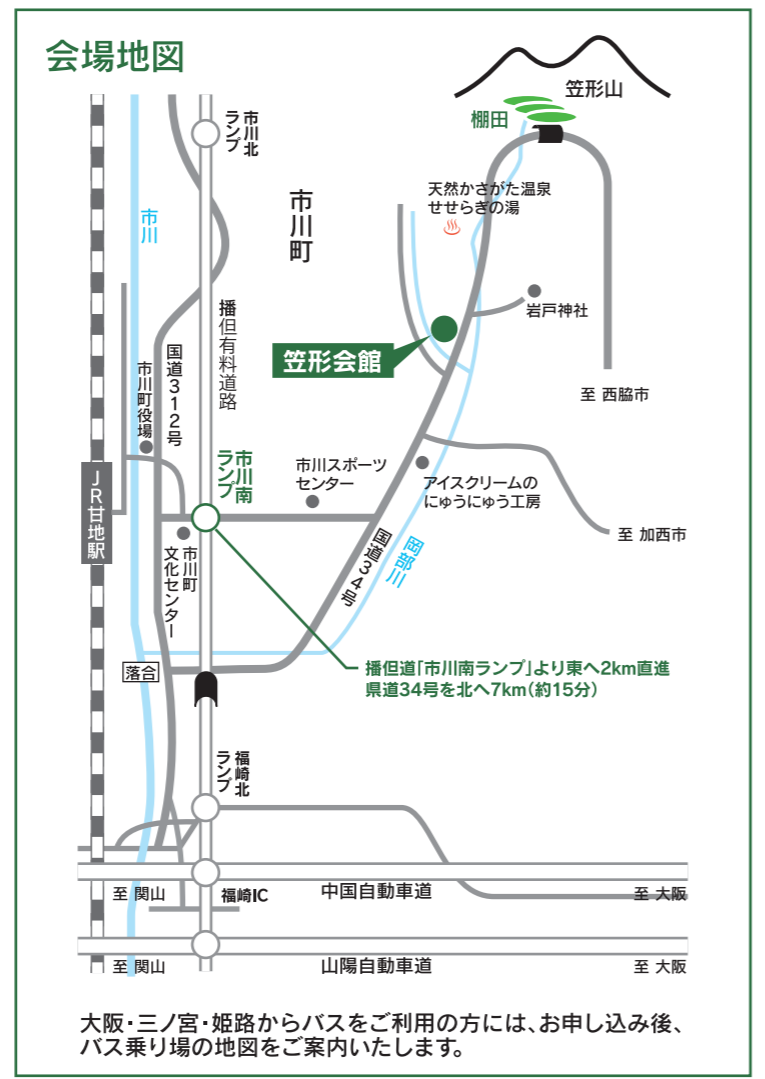 会場地図
笠形山
棚田
市川北
ランプ
天然かさがた温泉
せせらぎの湯
市川町
市川
岩戸神社
播但有料道路
笠形会館
国道312号
市川町役場
至 西脇市
市川南
ランプ
市川スポーツ
センター
アイスクリームの
にゅうにゅう工房
JR甘地駅
至 加西市
国道34号
岡部川
市川町
文化センター
落合
播但道「市川南ランプ」より東へ2km直進
県道34号を北へ7km（約15分）
福崎北
ランプ
至 関山
福崎IC
中国自動車道
至 大阪
至 関山
山陽自動車道
至 大阪
大阪・三ノ宮・姫路からバスをご利用の方には、お申し込み後、
バス乗り場の地図をご案内いたします。